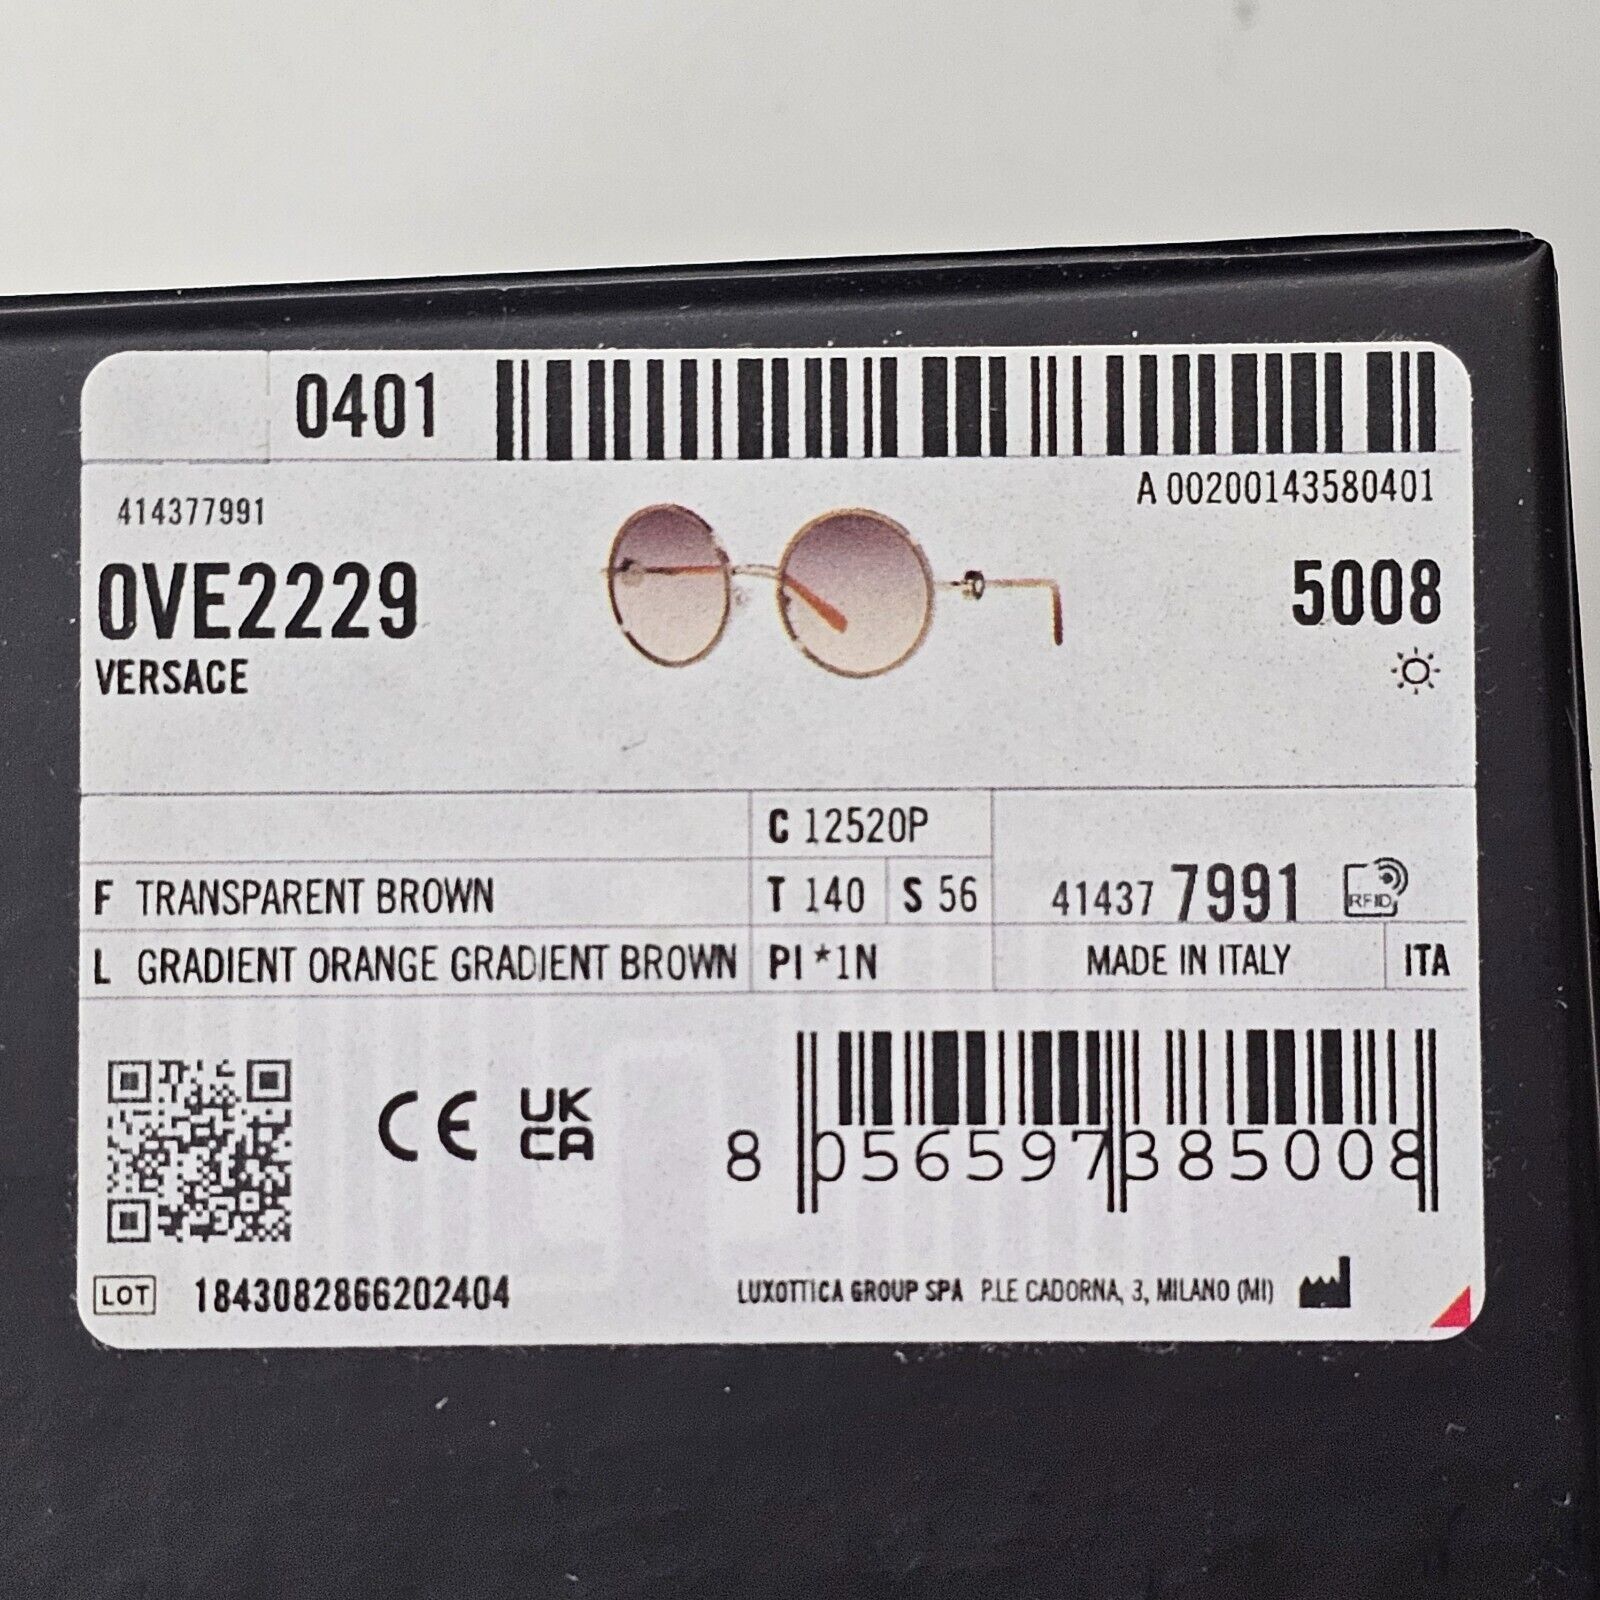 0401
A 00200143580401
414377991
0VE2229
5008
VERSACE
C 12520P
F TRANSPARENT BROWN
T 140 S 56
41437 7991 RFID
L GRADIENT ORANGE GRADIENT BROWN
PI *1N
MADE IN ITALY
ITA
CE UK
CA
8 056597 385008
LOT 1843082866202404
LUXOTTICA GROUP SPA P.LE CADORNA, 3, MILANO (MI)